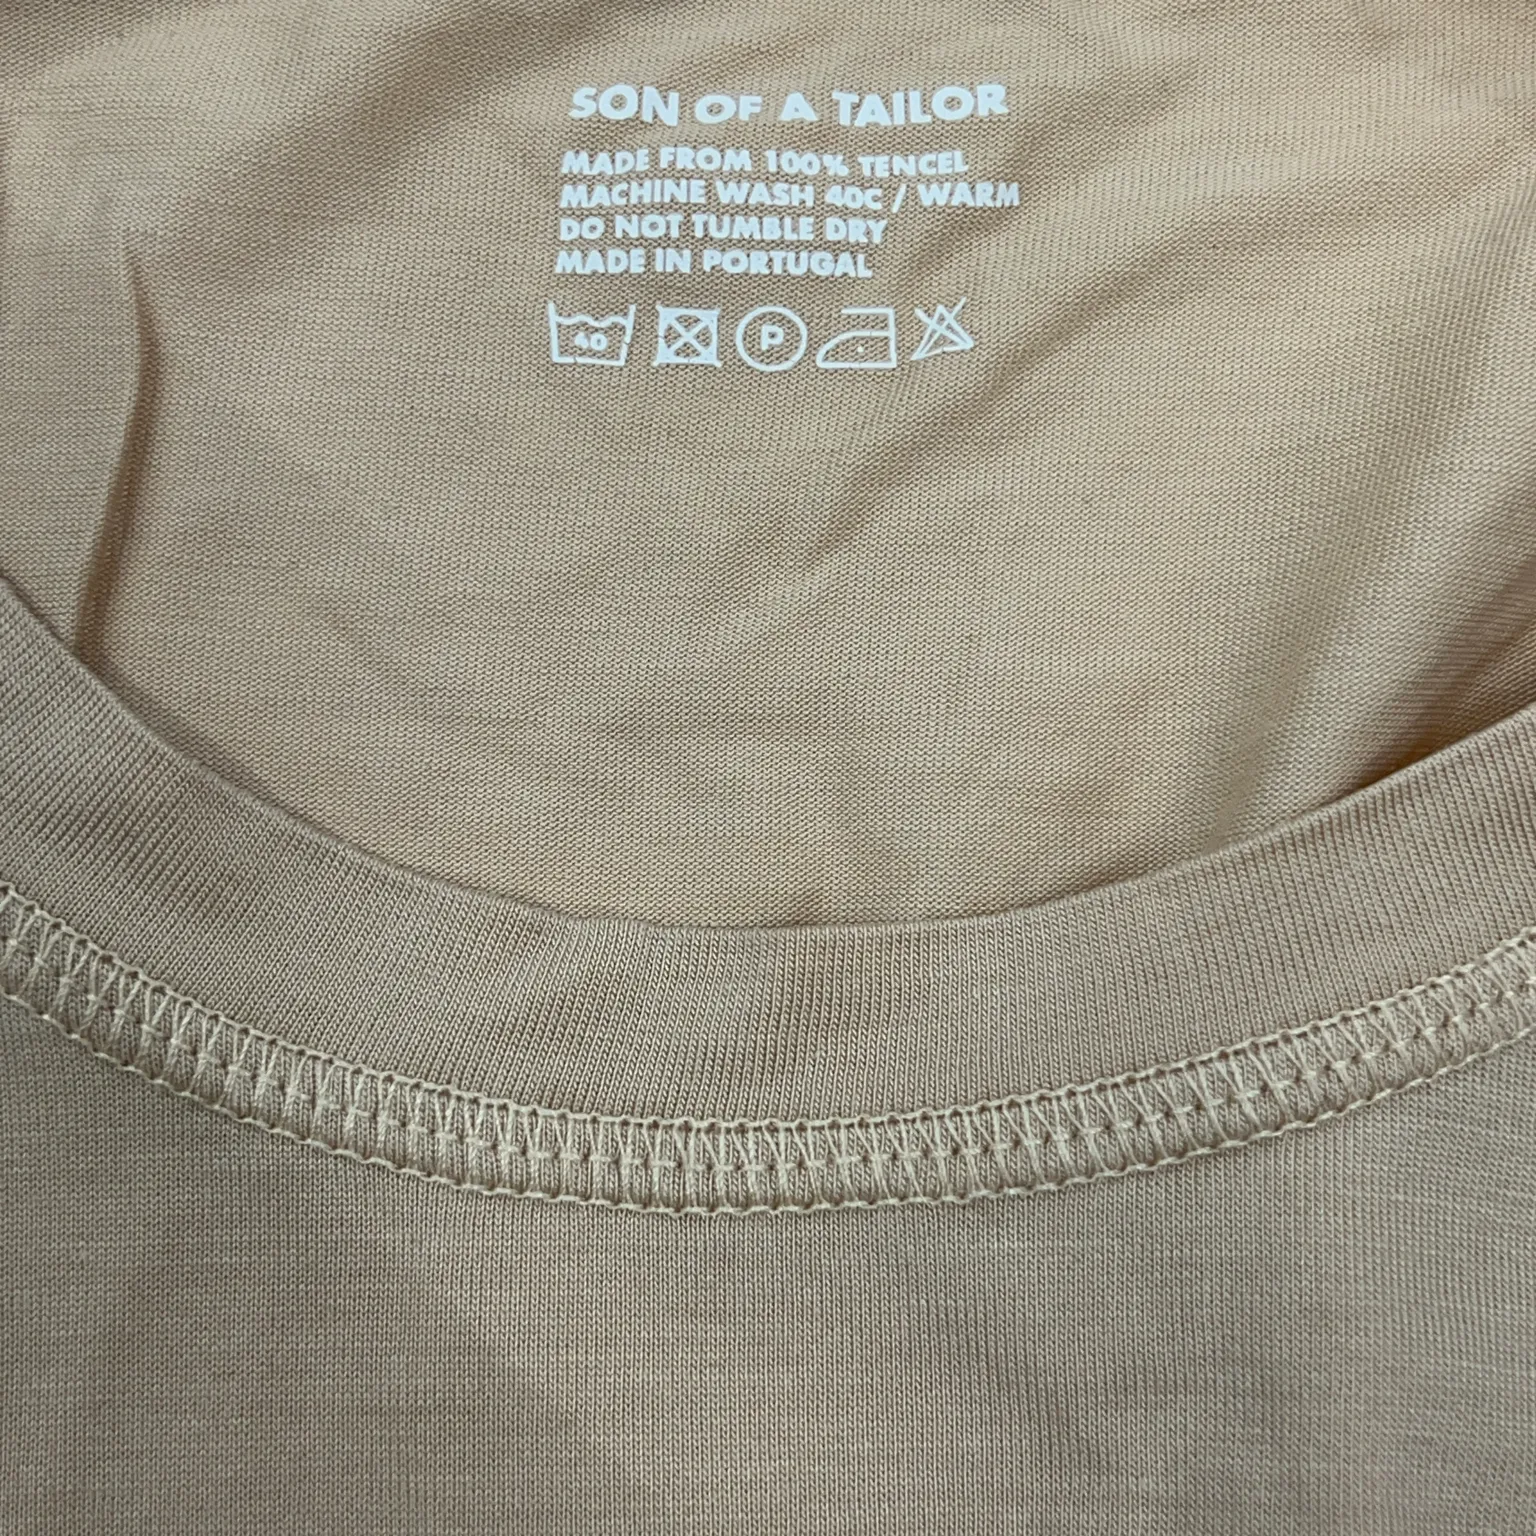 SON OF A TAILOR
MADE FROM 100% TENCEL
MACHINE WASH 40C / WARM
DO NOT TUMBLE DRY
MADE IN PORTUGAL
40 P